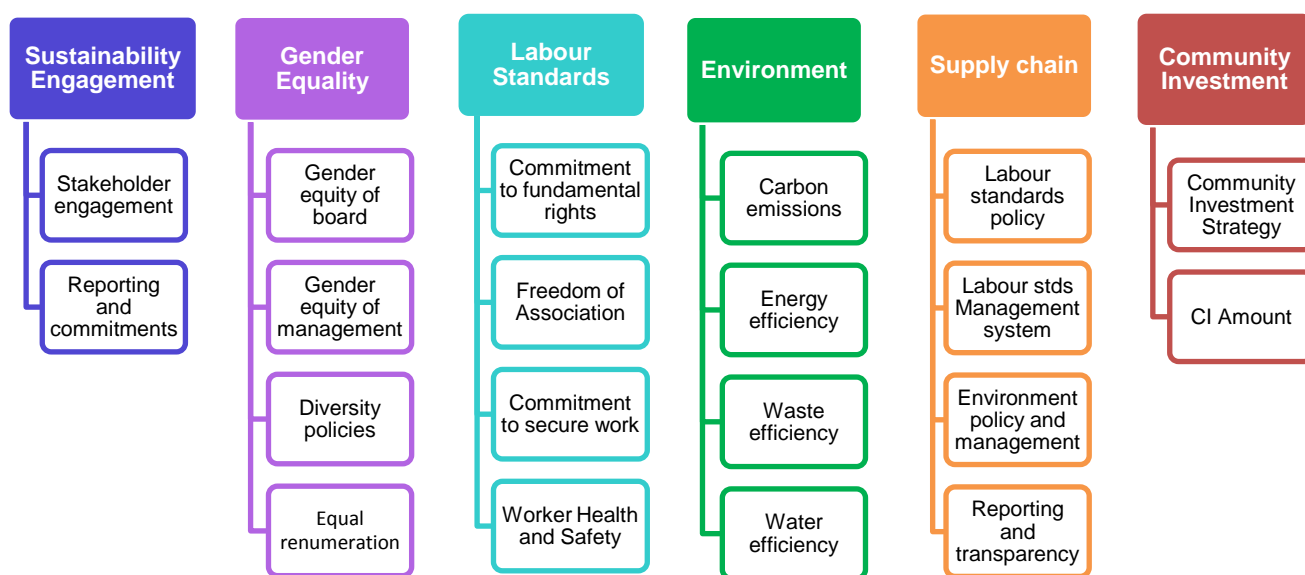 Sustainability
Engagement
Stakeholder
engagement
Reporting
and
commitments
Gender
Equality
Gender
equity of
board
Gender
equity of
management
Diversity
policies
Equal
renumeration
Labour
Standards
Commitment
to fundamental
rights
Freedom of
Association
Commitment
to secure work
Worker Health
and Safety
Environment
Carbon
emissions
Energy
efficiency
Waste
efficiency
Water
efficiency
Supply chain
Labour
standards
policy
Labour stds
Management
system
Environment
policy and
management
Reporting
and
transparency
Community
Investment
Community
Investment
Strategy
CI Amount